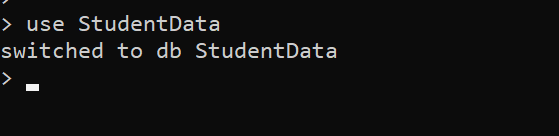 > use StudentData
switched to db StudentData
>